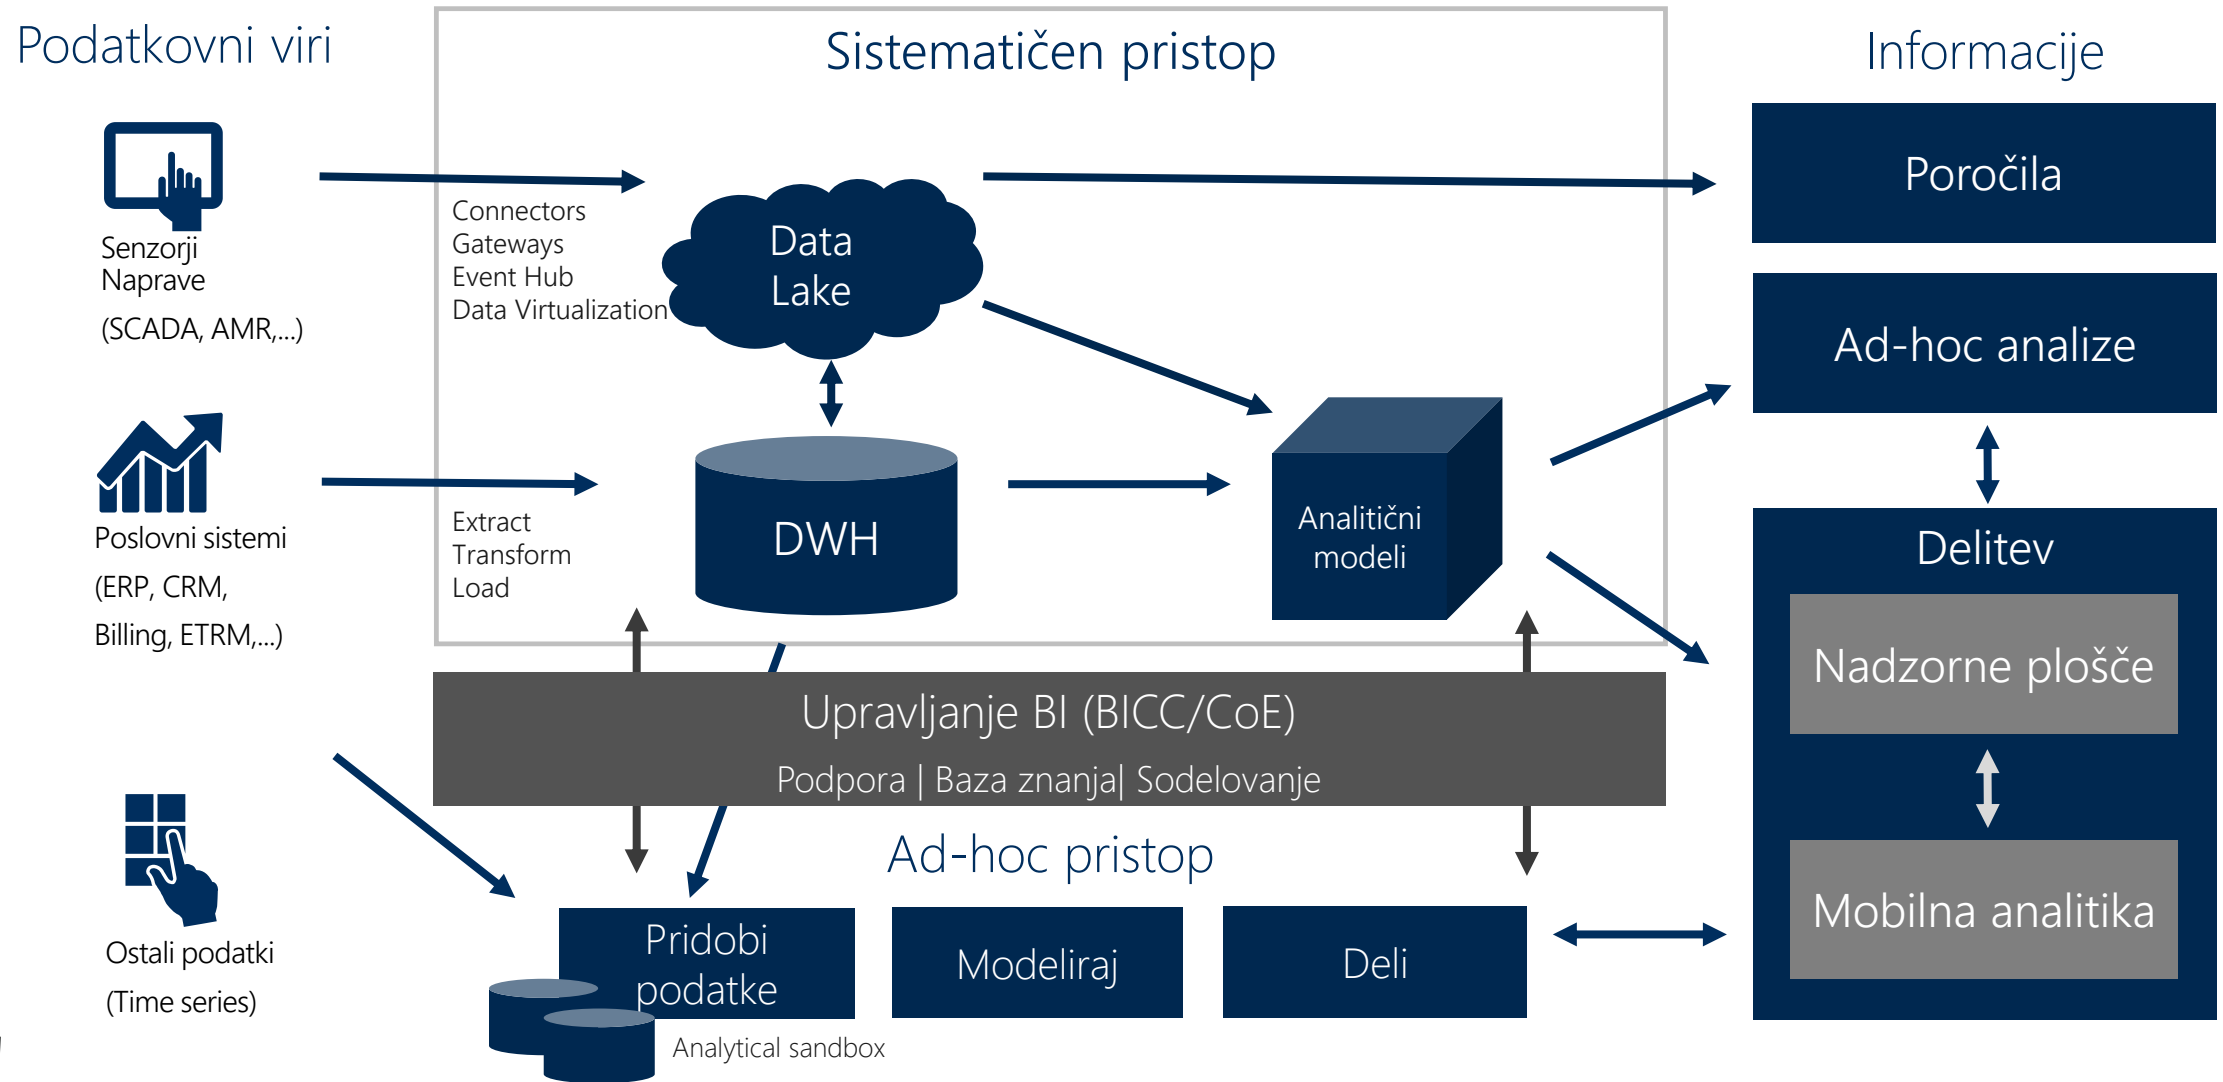 Podatkovni viri
Senzorji
Naprave
(SCADA, AMR,...)
Poslovni sistemi
(ERP, CRM,
Billing, ETRM,...)
Ostali podatki
(Time series)
Sistematičen pristop
Connectors
Gateways
Event Hub
Data Virtualization
Data
Lake
Extract
Transform
Load
DWH
Analitični
modeli
Upravljanje BI (BICC/CoE)
Podpora | Baza znanja| Sodelovanje
Ad-hoc pristop
Pridobi
podatke
Analytical sandbox
Modeliraj
Deli
Informacije
Poročila
Ad-hoc analize
Delitev
Nadzorne plošče
Mobilna analitika